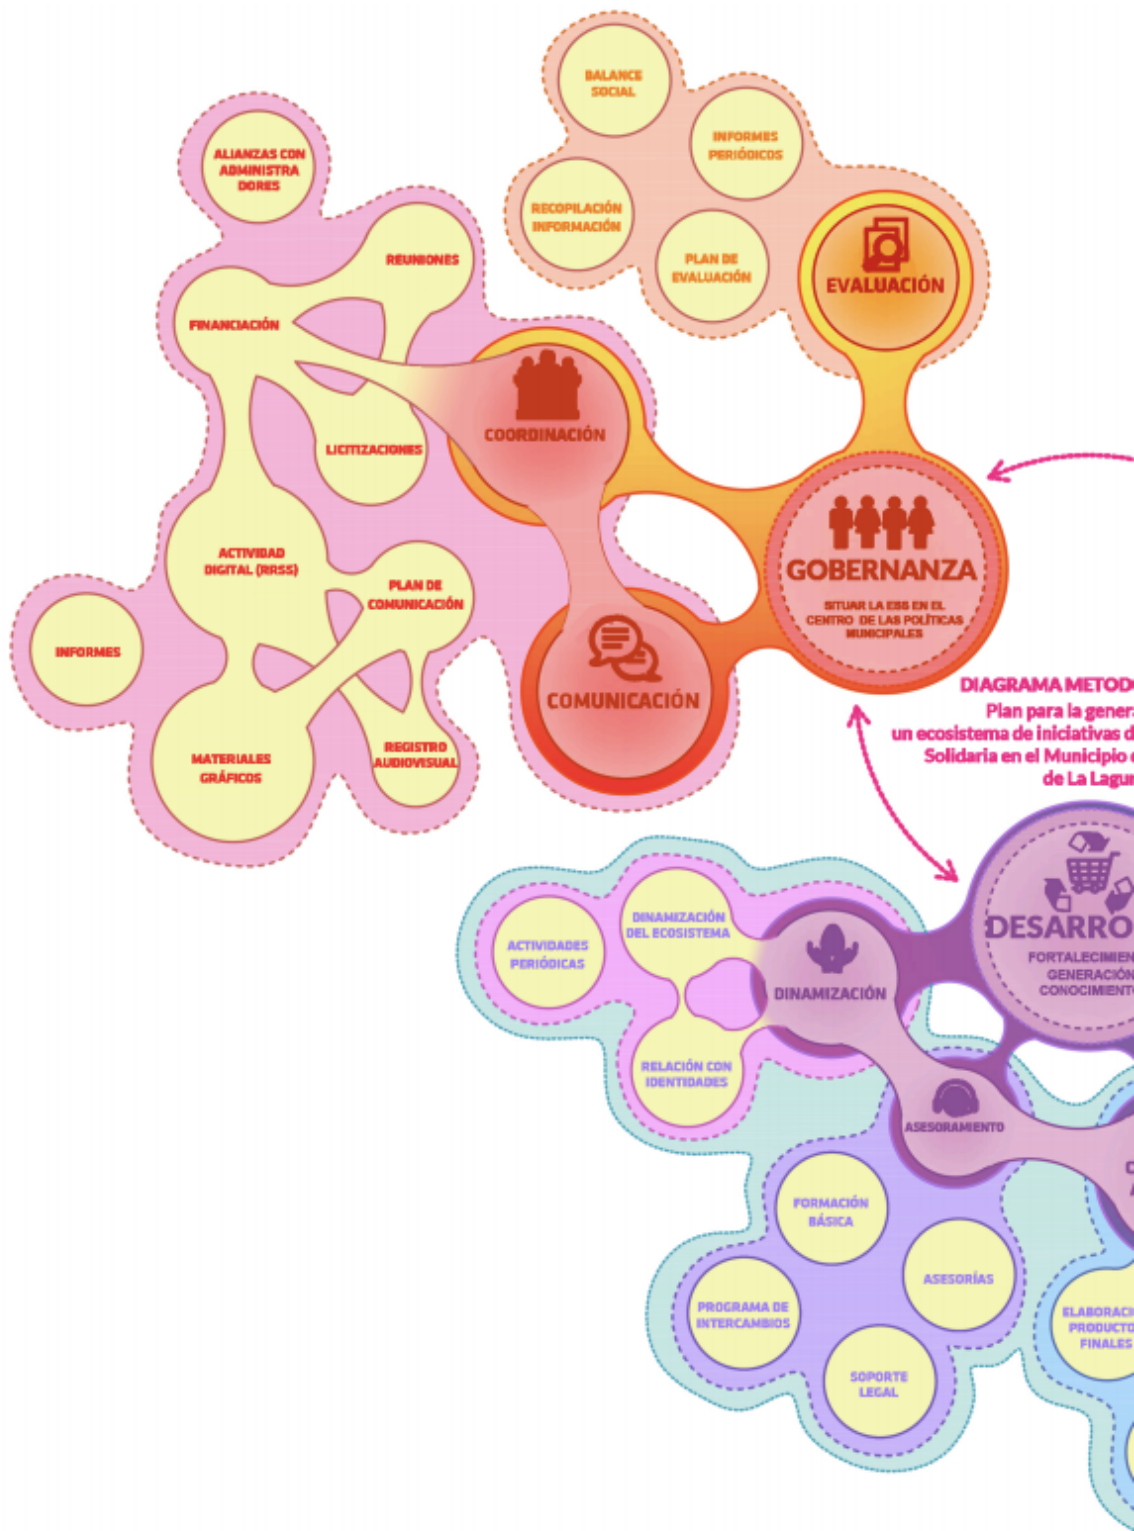 BALANCE
SOCIAL
INFORMES
PERIÓDICOS
RECOPILACIÓN
INFORMACIÓN
PLAN DE
EVALUACIÓN
EVALUACIÓN
ALIANZAS CON
ADMINISTRA
DORES
REUNIONES
FINANCIACIÓN
LICITIZACIONES
COORDINACIÓN
ACTIVIDAD
DIGITAL (RRSS)
PLAN DE
COMUNICACIÓN
INFORMES
MATERIALES
GRÁFICOS
REGISTRO
AUDIOVISUAL
COMUNICACIÓN
GOBERNANZA
SITUAR LA ESS EN EL
CENTRO DE LAS POLÍTICAS
MUNICIPALES
DIAGRAMA METODO
Plan para la genera
un ecosistema de iniciativas d
Solidaria en el Municipio
de La Lagun
DESARRO
FORTALECIMIEN
GENERACIÓN
CONOCIMIENTO
DINAMIZACIÓN
DEL ECOSISTEMA
ACTIVIDADES
PERIÓDICAS
DINAMIZACIÓN
RELACIÓN CON
IDENTIDADES
ASESORAMIENTO
FORMACIÓN
BÁSICA
ASESORÍAS
PROGRAMA DE
INTERCAMBIOS
SOPORTE
LEGAL
ELABORACIÓ
PRODUCTO
FINALES